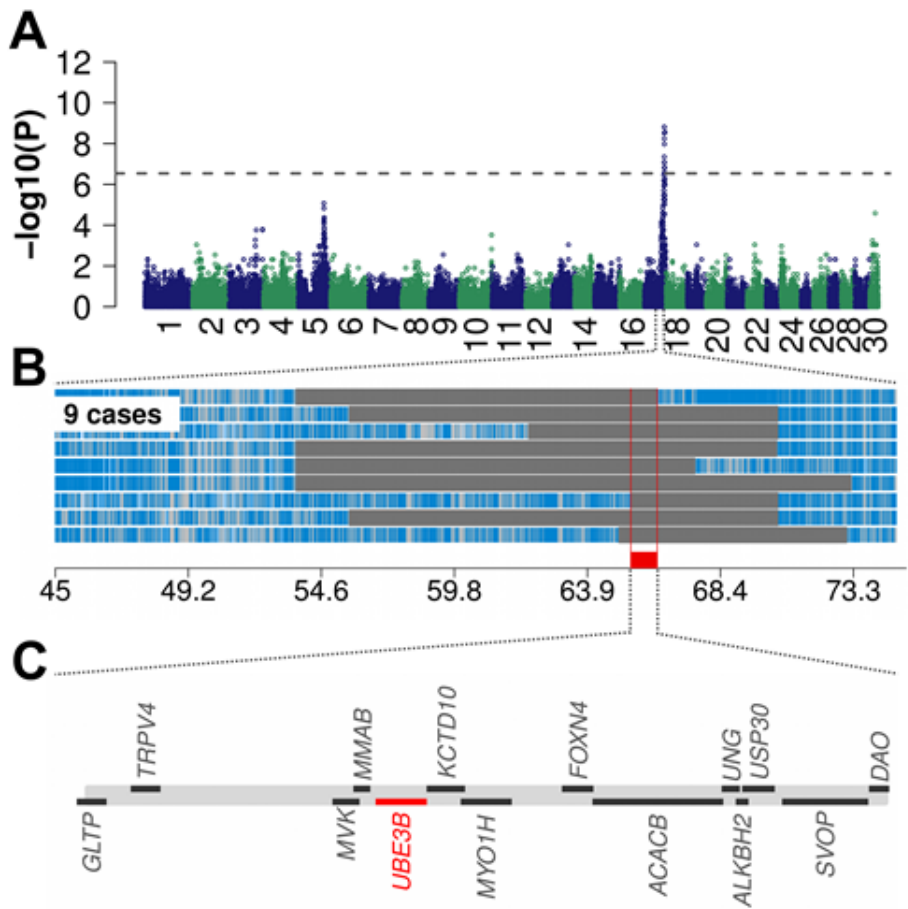 A
12
10
8
6
4
2
0
−log10(P)
1 2 3 4 5 6 7 8 9 10 11 12 14 16 18 20 22 24 26 28 30
B
9 cases
45 49.2 54.6 59.8 63.9 68.4 73.3
C
TRPV4 MMAB KCTD10 FOXN4 UNG USP30 DAO
GLTP MVK UBE3B MYO1H ACACB ALKBH2 SVOP